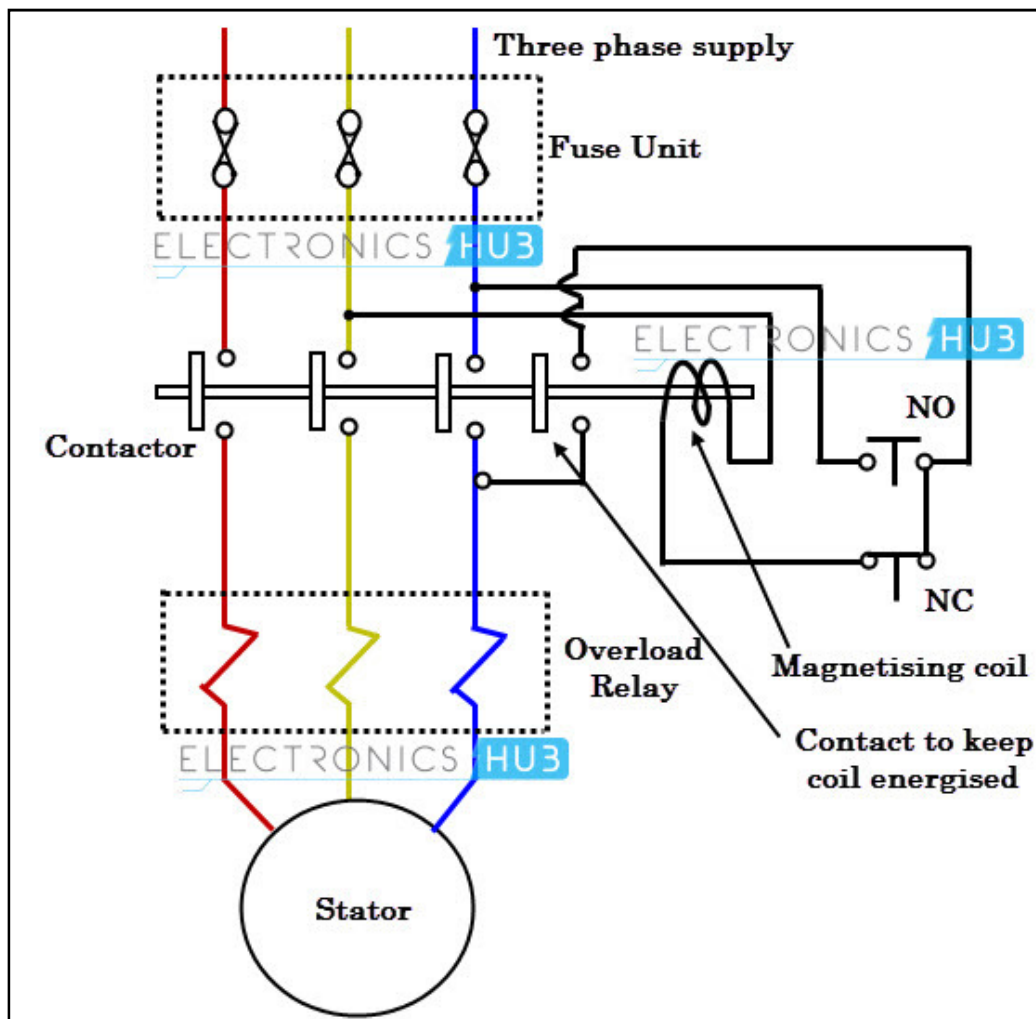 Three phase supply
Fuse Unit
ELECTRONICS HUB
ELECTRONICS HUB
NO
Contactor
NC
Overload
Relay
Magnetising coil
ELECTRONICS HUB
Contact to keep
coil energised
Stator